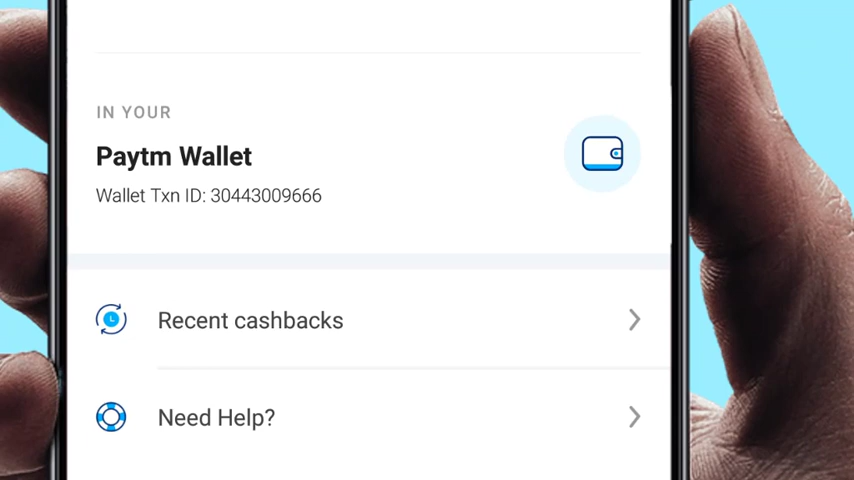 IN YOUR
Paytm Wallet
Wallet Txn ID: 30443009666
Recent cashbacks
Need Help?